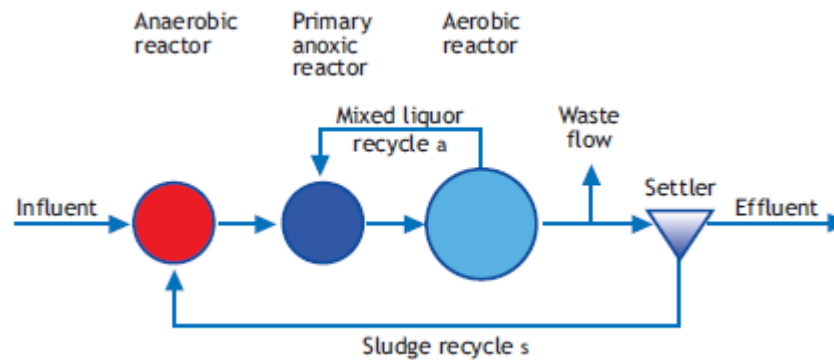 Anaerobic
reactor
Primary
anoxic
reactor
Aerobic
reactor
Mixed liquor
recycle a
Waste
flow
Settler
Influent
Effluent
Sludge recycle s